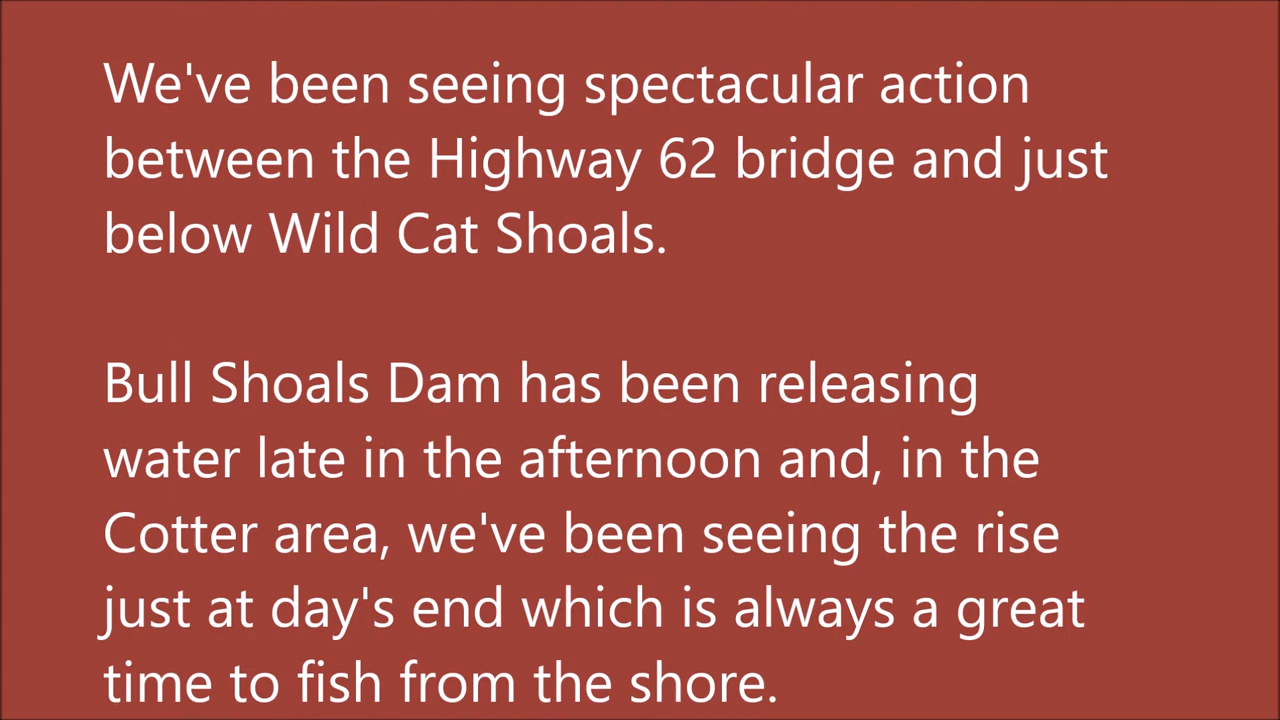 We've been seeing spectacular action
between the Highway 62 bridge and just
below Wild Cat Shoals.
Bull Shoals Dam has been releasing
water late in the afternoon and, in the
Cotter area, we've been seeing the rise
just at day's end which is always a great
time to fish from the shore.